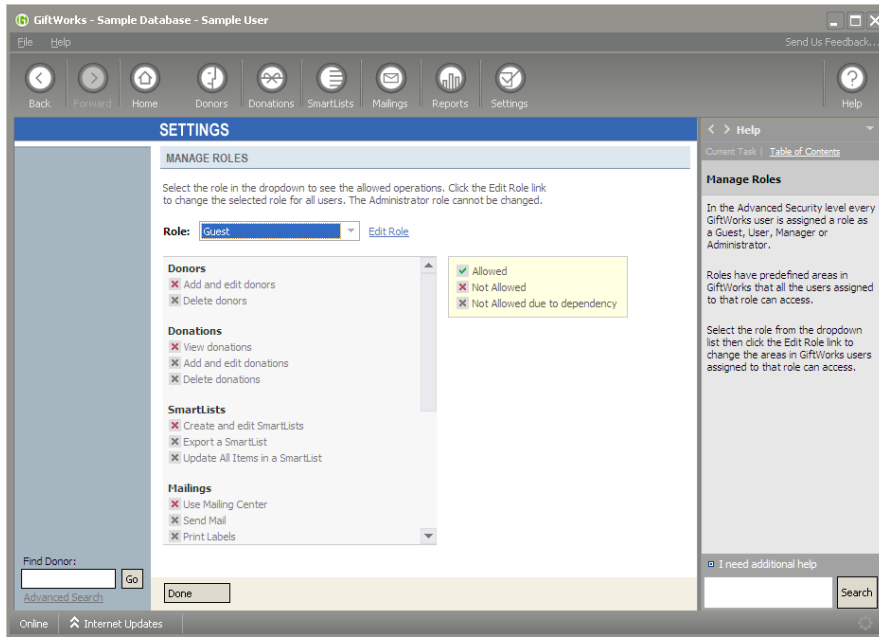 GiftWorks - Sample Database - Sample User
File Help
Send Us Feedback...
Back
Forward
Home
Donors
Donations
SmartLists
Mailings
Reports
Settings
Help
SETTINGS
MANAGE ROLES
Select the role in the dropdown to see the allowed operations. Click the Edit Role link
to change the selected role for all users. The Administrator role cannot be changed.
Role: Guest Edit Role
Donors
Add and edit donors
Delete donors
Donations
View donations
Add and edit donations
Delete donations
SmartLists
Create and edit SmartLists
Export a SmartList
Update All Items in a SmartList
Mailings
Use Mailing Center
Send Mail
Print Labels
Allowed
Not Allowed
Not Allowed due to dependency
Find Donor:
Go
Advanced Search
Done
Help
Current Task | Table of Contents
Manage Roles
In the Advanced Security level every
GiftWorks user is assigned a role as
a Guest, User, Manager or
Administrator.
Roles have predefined areas in
GiftWorks that all the users assigned
to that role can access.
Select the role from the dropdown
list then click the Edit Role link to
change the areas in GiftWorks users
assigned to that role can access.
I need additional help
Search
Online
Internet Updates